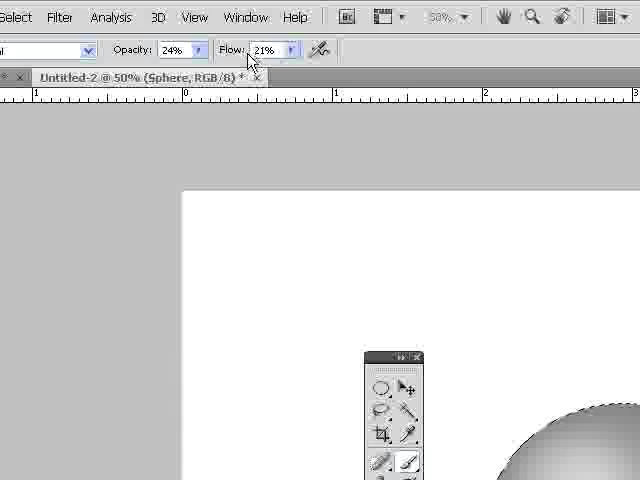 Select Filter Analysis 3D View Window Help Br 50%
Opacity: 24% Flow: 21%
Untitled-2 @ 50% (Sphere, RGB/8) *
1 0 1 2 3